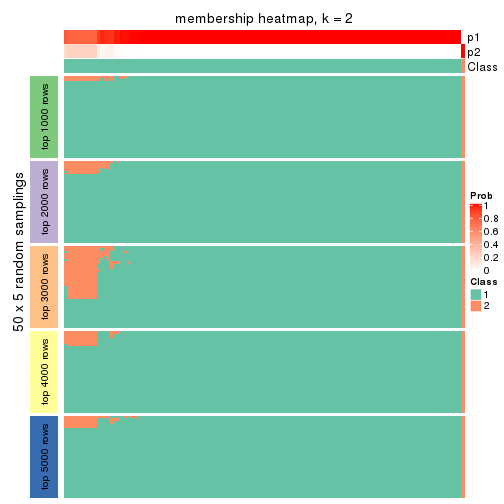 membership heatmap, k = 2
p1
p2
Class
50 x 5 random samplings
top 1000 rows
top 2000 rows
top 3000 rows
top 4000 rows
top 5000 rows
Prob
1
0.8
0.6
0.4
0.2
0
Class
1
2